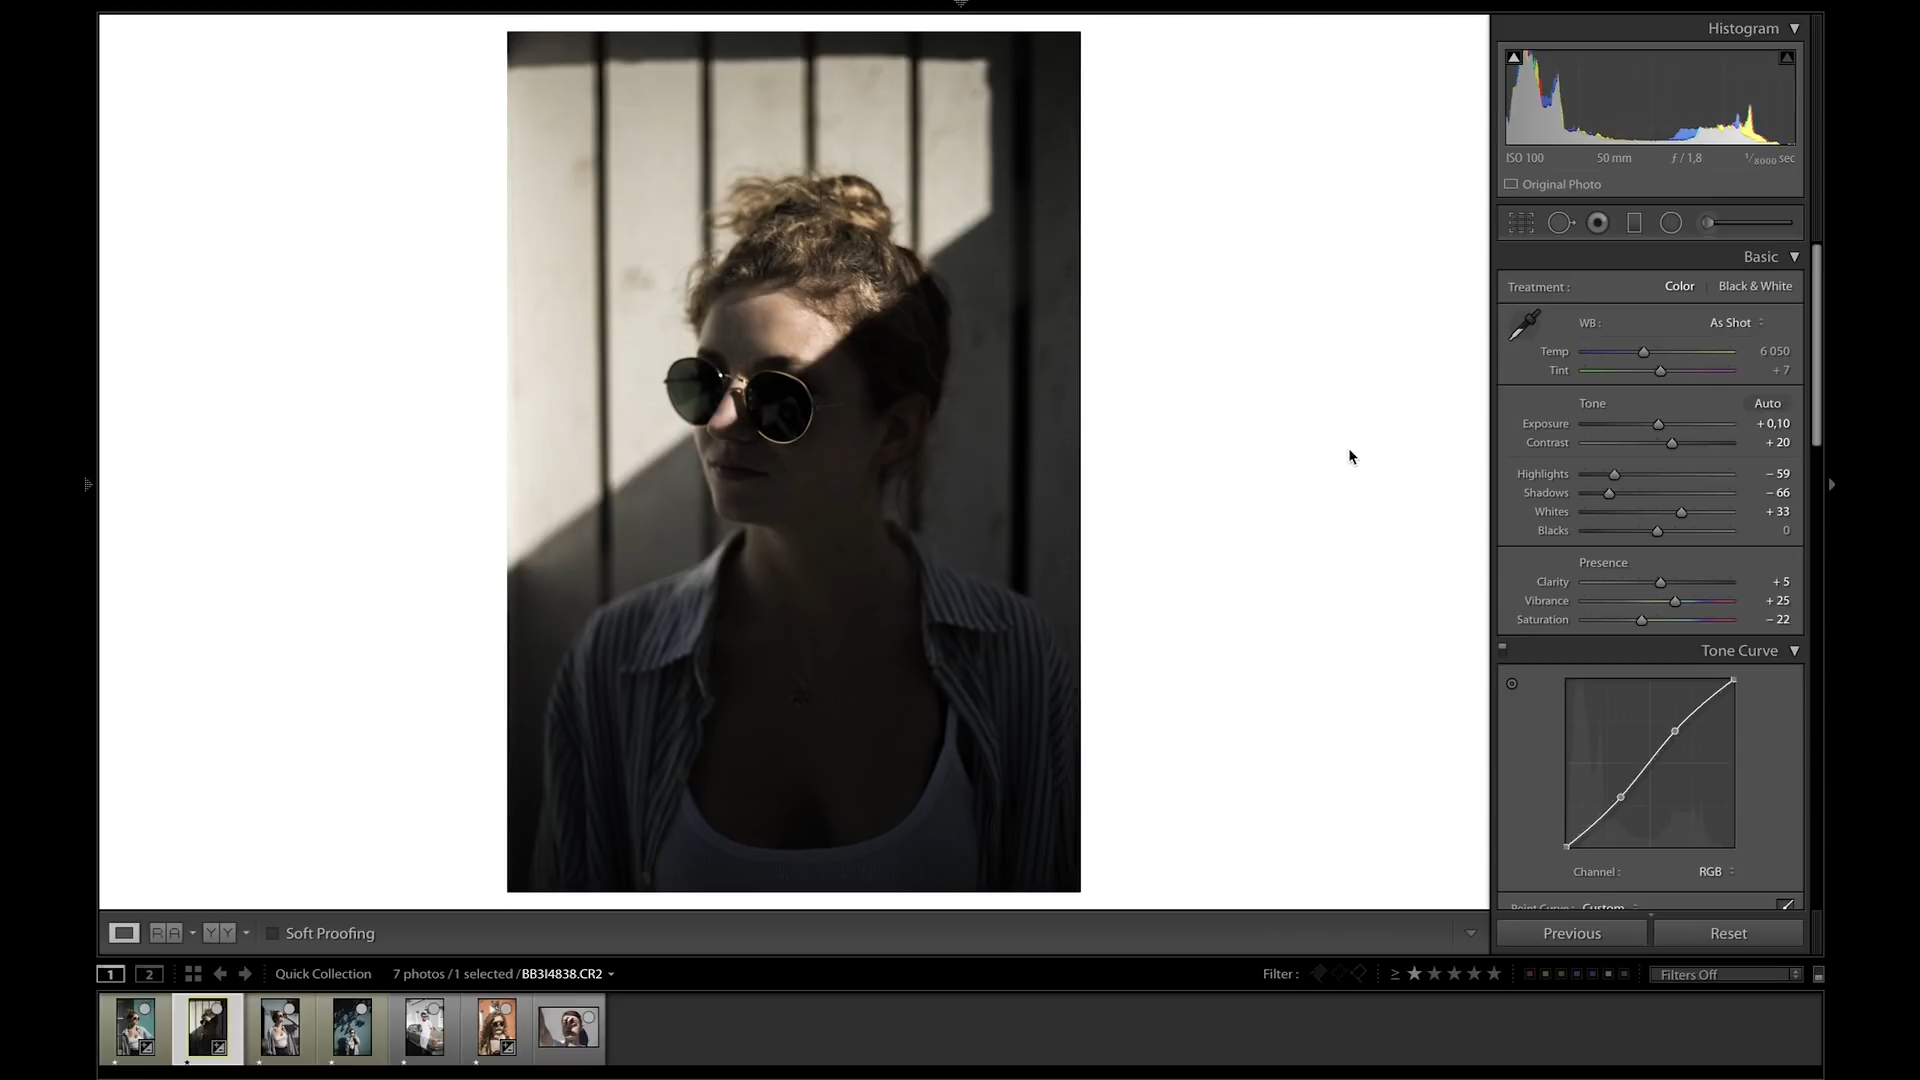 Histogram
ISO 100 50 mm ƒ / 1,8 1/8000 sec
Original Photo
Basic
Treatment : Color Black & White
WB : As Shot
Temp 6 050
Tint + 7
Tone Auto
Exposure + 0,10
Contrast + 20
Highlights − 59
Shadows − 66
Whites + 33
Blacks 0
Presence
Clarity + 5
Vibrance + 25
Saturation − 22
Tone Curve
Channel : RGB
Point Curve : Custom
R A Y Y Soft Proofing
Previous Reset
1 2 Quick Collection 7 photos / 1 selected / BB3I4838.CR2
Filter : ≥ Filters Off